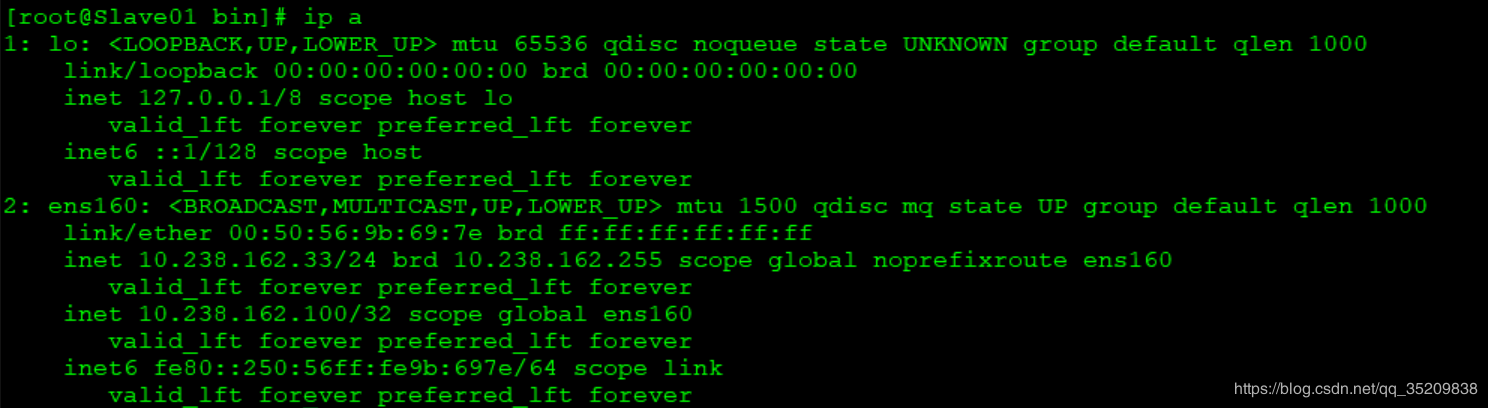 [root@Slave01 bin]# ip a
1: lo: <LOOPBACK,UP,LOWER_UP> mtu 65536 qdisc noqueue state UNKNOWN group default qlen 1000
    link/loopback 00:00:00:00:00:00 brd 00:00:00:00:00:00
    inet 127.0.0.1/8 scope host lo
       valid_lft forever preferred_lft forever
    inet6 ::1/128 scope host
       valid_lft forever preferred_lft forever
2: ens160: <BROADCAST,MULTICAST,UP,LOWER_UP> mtu 1500 qdisc mq state UP group default qlen 1000
    link/ether 00:50:56:9b:69:7e brd ff:ff:ff:ff:ff:ff
    inet 10.238.162.33/24 brd 10.238.162.255 scope global noprefixroute ens160
       valid_lft forever preferred_lft forever
    inet 10.238.162.100/32 scope global ens160
       valid_lft forever preferred_lft forever
    inet6 fe80::250:56ff:fe9b:697e/64 scope link
       valid_lft forever preferred_lft forever
https://blog.csdn.net/qq_35209838